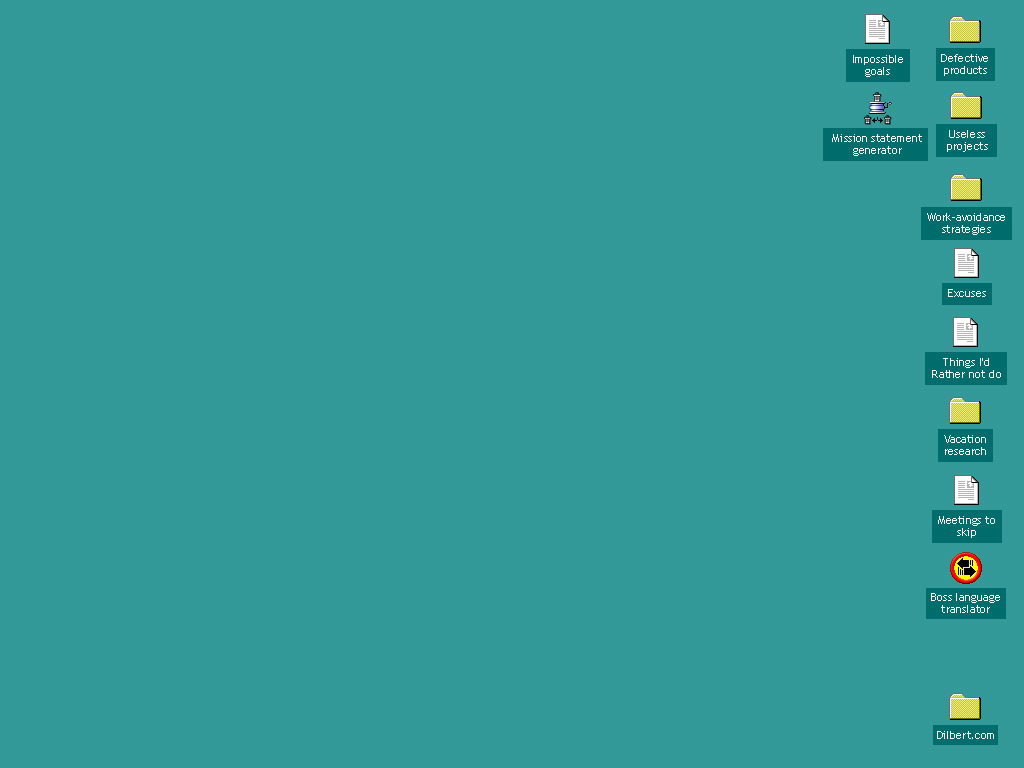 Impossible
goals
Defective
products
Mission statement
generator
Useless
projects
Work-avoidance
strategies
Excuses
Things I'd
Rather not do
Vacation
research
Meetings to
skip
Boss language
translator
Dilbert.com